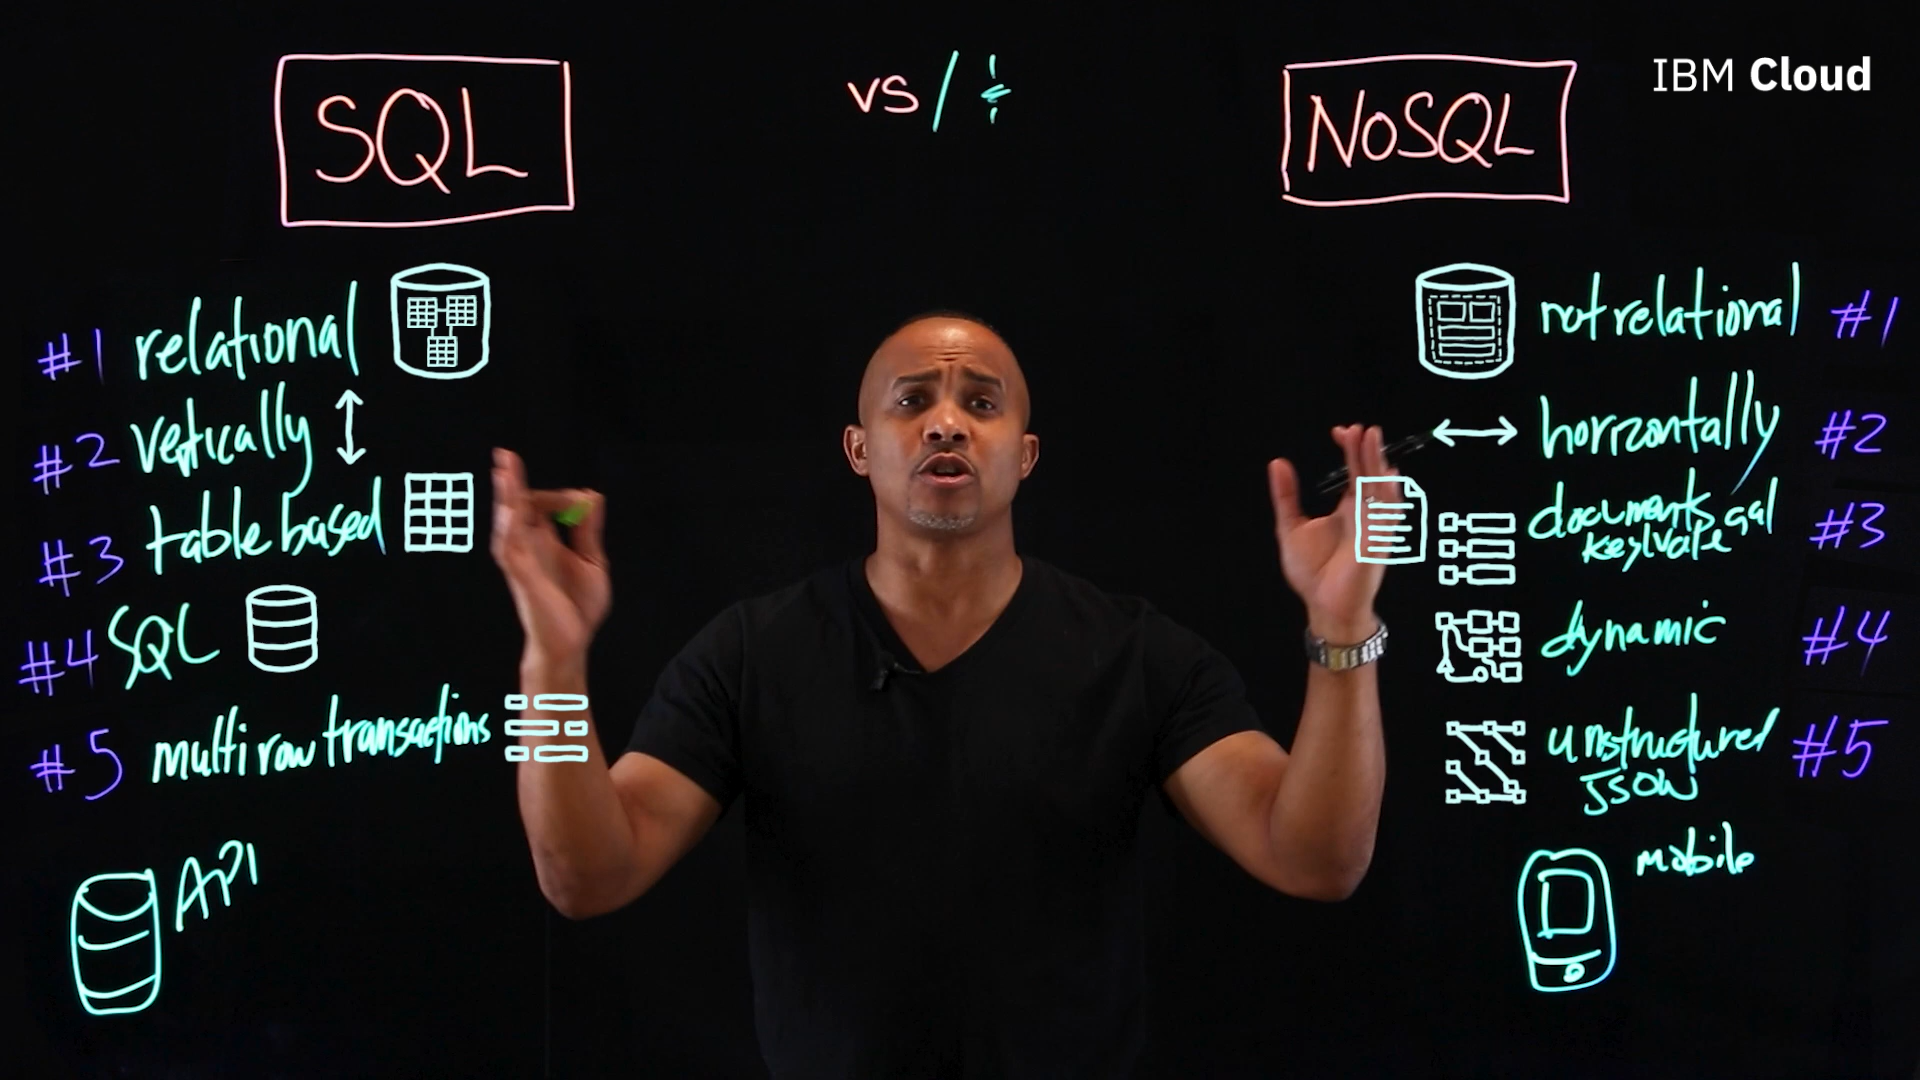 SQL
vs / &
NoSQL
IBM Cloud
#1 relational
#2 vertically
#3 table based
#4 SQL
#5 multi row transactions
API
not relational #1
horizontally #2
documents
key/value #3
dynamic #4
unstructured #5
JSON
mobile